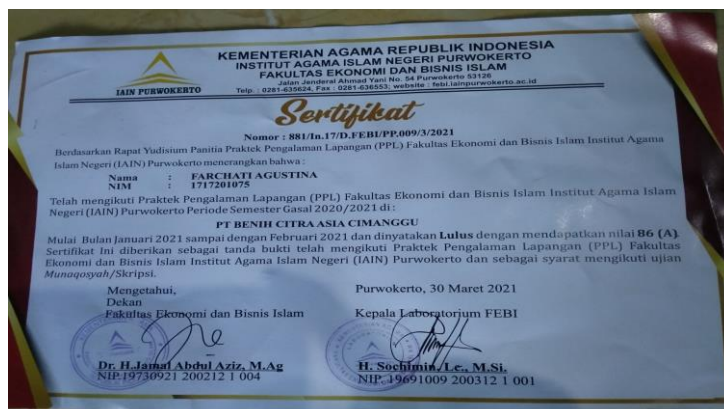 KEMENTERIAN AGAMA REPUBLIK INDONESIA
INSTITUT AGAMA ISLAM NEGERI PURWOKERTO
FAKULTAS EKONOMI DAN BISNIS ISLAM
Jalan Jenderal Ahmad Yani No. 54 Purwokerto 53126
Telp. : 0281-635624, Fax : 0281-636553; website : febi.iainpurwokerto.ac.id
IAIN PURWOKERTO
Sertifikat
Nomor : 881/In.17/D.FEBI/PP.009/3/2021
Berdasarkan Rapat Yudisium Panitia Praktek Pengalaman Lapangan (PPL) Fakultas Ekonomi dan Bisnis Islam Institut Agama
Islam Negeri (IAIN) Purwokerto menerangkan bahwa :
Nama : FARCHATI AGUSTINA
NIM : 1717201075
Telah mengikuti Praktek Pengalaman Lapangan (PPL) Fakultas Ekonomi dan Bisnis Islam Institut Agama Islam
Negeri (IAIN) Purwokerto Periode Semester Gasal 2020/2021 di :
PT BENIH CITRA ASIA CIMANGGU
Mulai Bulan Januari 2021 sampai dengan Februari 2021 dan dinyatakan Lulus dengan mendapatkan nilai 86 (A).
Sertifikat Ini diberikan sebagai tanda bukti telah mengikuti Praktek Pengalaman Lapangan (PPL) Fakultas
Ekonomi dan Bisnis Islam Institut Agama Islam Negeri (IAIN) Purwokerto dan sebagai syarat mengikuti ujian
Munaqosyah/Skripsi.
Mengetahui,
Dekan
Fakultas Ekonomi dan Bisnis Islam
Dr. H.Jamal Abdul Aziz, M.Ag
NIP.19730921 200212 1 004
Purwokerto, 30 Maret 2021
Kepala Laboratorium FEBI
H. Sochimin, Lc., M.Si.
NIP. 19691009 200312 1 001